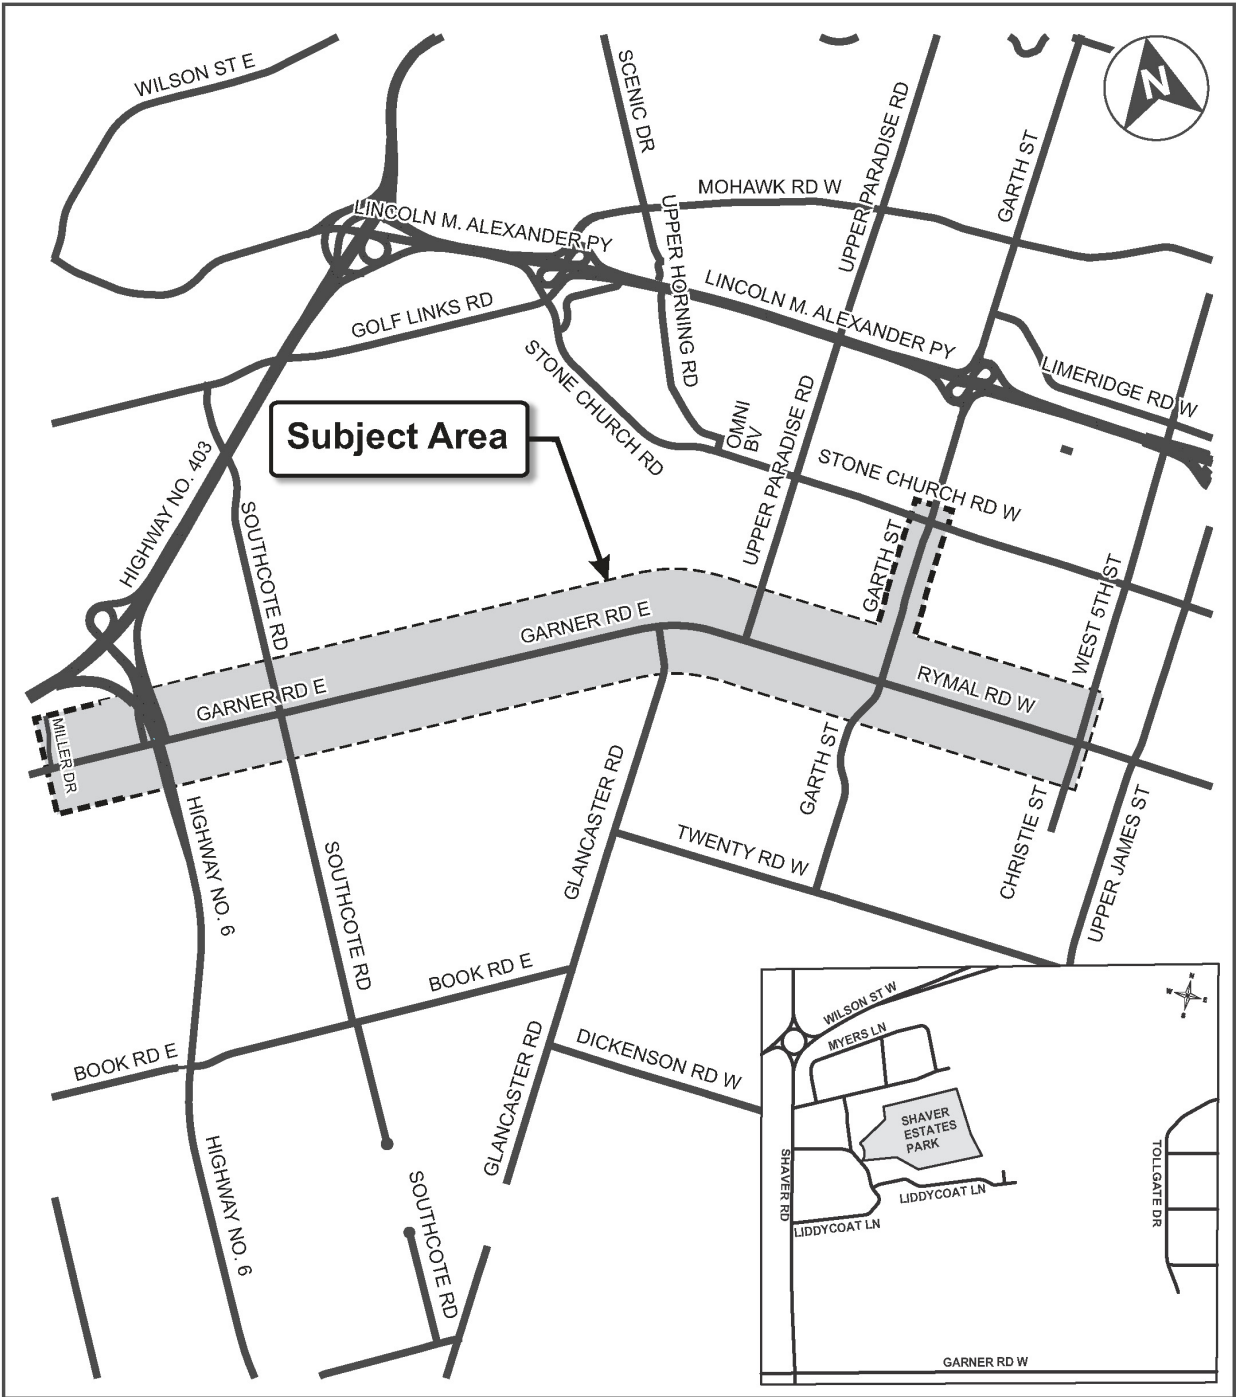 WILSON ST E
SCENIC DR
UPPER PARADISE RD
GARTH ST
N
MOHAWK RD W
LINCOLN M. ALEXANDER PY
UPPER HORNING RD
LINCOLN M. ALEXANDER PY
GOLF LINKS RD
STONE CHURCH RD
LIMERIDGE RD W
OMNI
BV
UPPER PARADISE RD
Subject Area
HIGHWAY NO. 403
STONE CHURCH RD W
SOUTHCOTE RD
GARTH ST
WEST 5TH ST
GARNER RD E
GARNER RD E
RYMAL RD W
MILLER DR
GARTH ST
GLANCASTER RD
HIGHWAY NO. 6
SOUTHCOTE RD
TWENTY RD W
CHRISTIE ST
UPPER JAMES ST
BOOK RD E
BOOK RD E
GLANCASTER RD
DICKENSON RD W
HIGHWAY NO. 6
SOUTHCOTE RD
N
W E
S
WILSON ST W
MYERS LN
SHAVER
ESTATES
PARK
SHAVER RD
LIDDYCOAT LN
LIDDYCOAT LN
TOLLGATE DR
GARNER RD W